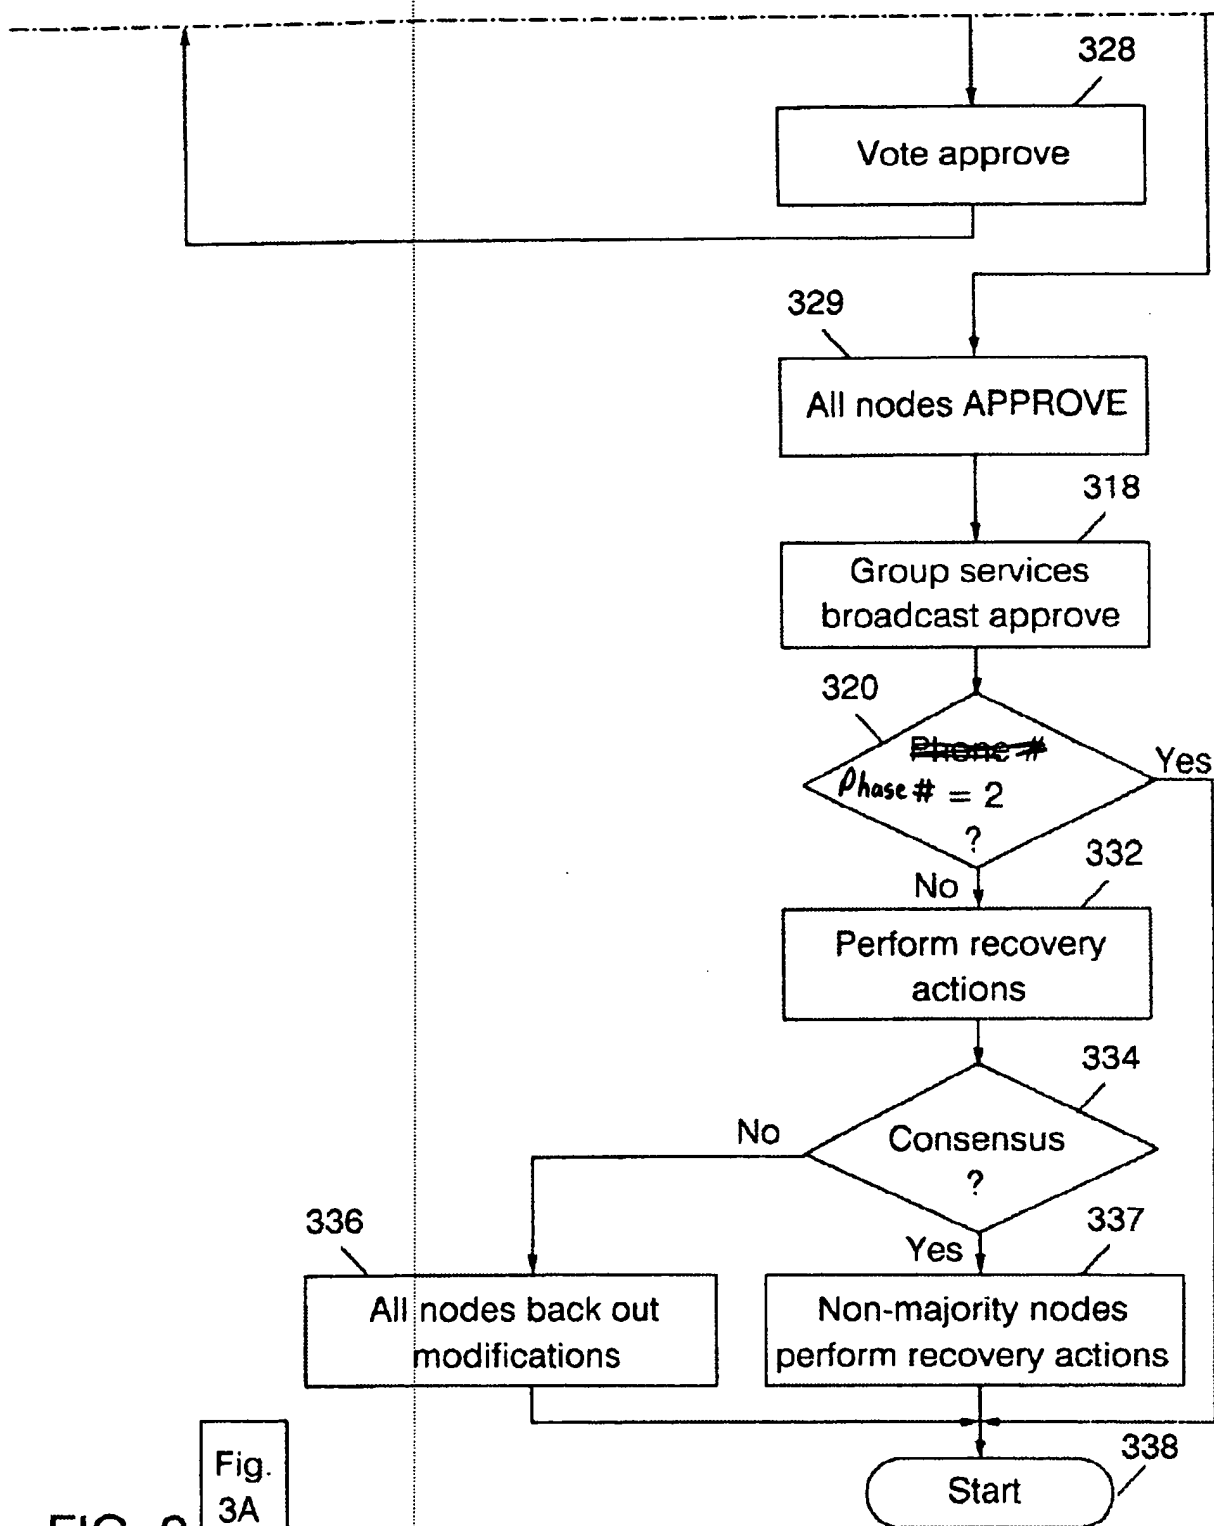 328
Vote approve
329
All nodes APPROVE
318
Group services
broadcast approve
320
Phone #
Phase # = 2
?
Yes
No
332
Perform recovery
actions
334
Consensus
?
No
Yes
336
All nodes back out
modifications
337
Non-majority nodes
perform recovery actions
338
Start
Fig.
3A